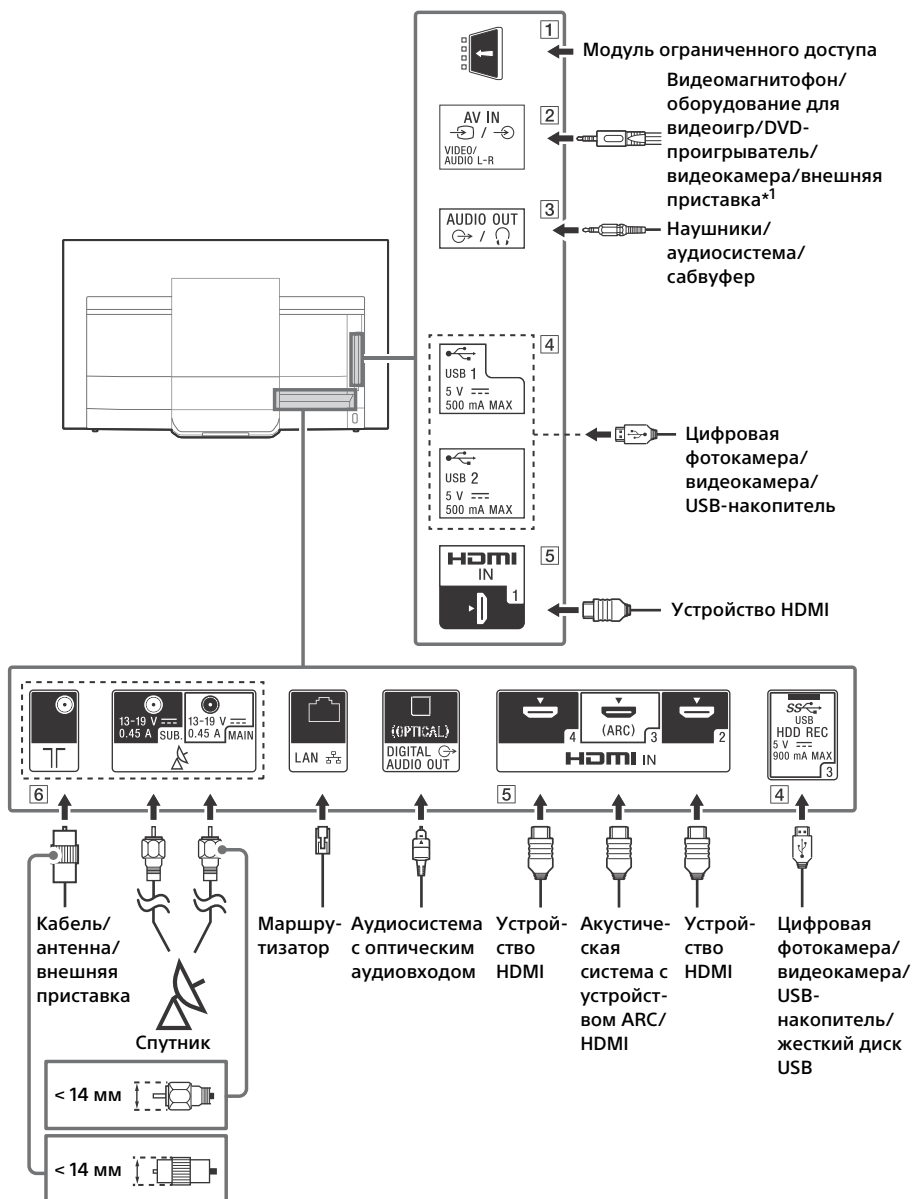 1
Модуль ограниченного доступа
AV IN
/
VIDEO/
AUDIO L-R
2
Видеомагнитофон/
оборудование для
видеоигр/DVD-
проигрыватель/
видеокамера/внешняя
приставка*1
AUDIO OUT
/
3
Наушники/
аудиосистема/
сабвуфер
4
USB 1
5 V
500 mA MAX
USB 2
5 V
500 mA MAX
Цифровая
фотокамера/
видеокамера/
USB-накопитель
HDMI
IN
1
5
Устройство HDMI
13-19 V
0.45 A
SUB.
13-19 V
0.45 A
MAIN
LAN
(OPTICAL)
DIGITAL
AUDIO OUT
4
(ARC)
3
2
HDMI IN
SS
USB
HDD REC
5 V
900 mA MAX
3
6
5
4
Кабель/
антенна/
внешняя
приставка
Спутник
Маршру-
тизатор
Аудиосистема
с оптическим
аудиовходом
Устрой-
ство
HDMI
Акустиче-
ская
система с
устройст-
вом ARC/
HDMI
Устрой-
ство
HDMI
Цифровая
фотокамера/
видеокамера/
USB-
накопитель/
жесткий диск
USB
< 14 мм
< 14 мм